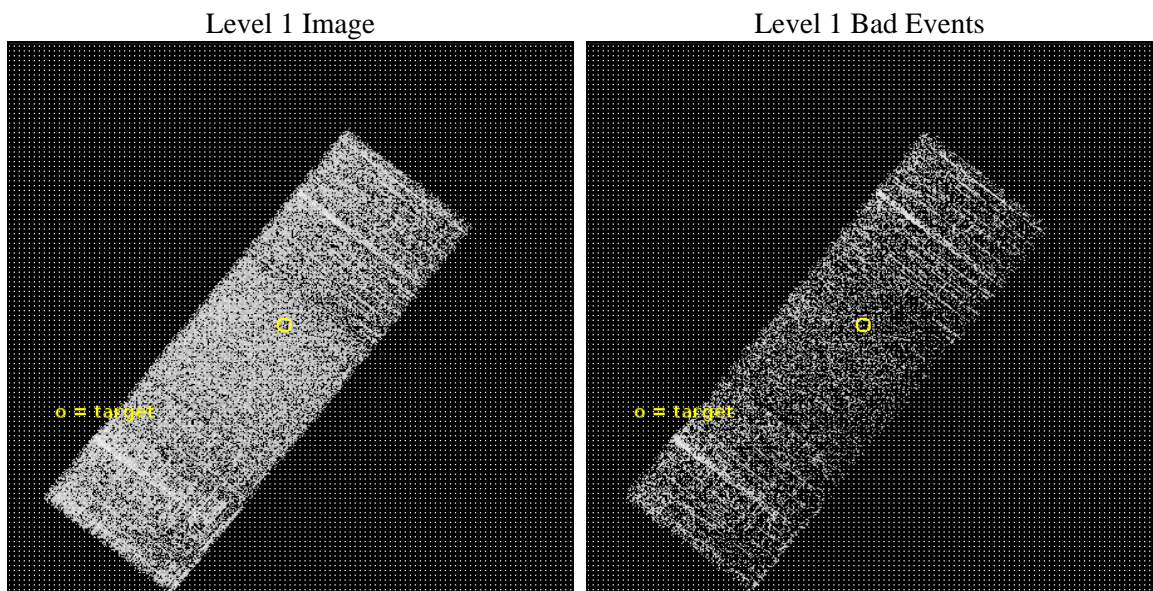 Level 1 Image
Level 1 Bad Events
o = target
o = target